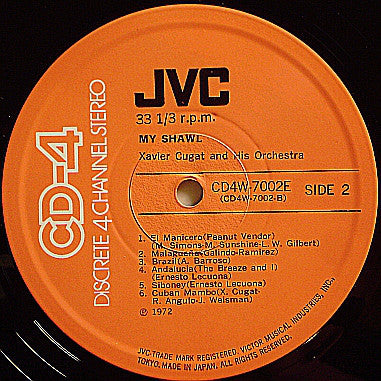 JVC
33 1/3 r.p.m.
MY SHAWL
Xavier Cugat and His Orchestra
CD4W-7002E
(CD4W-7002-B)
SIDE 2
CD-4
DISCRETE 4 CHANNEL STEREO
1. El Manicero(Peanut Vendor)
(M. Simons-M. Sunshine-L. W. Gilbert)
2. Malagueña(Galindo-Ramirez)
3. Brazil(A. Barroso)
4. Andalucia(The Breeze and I)
(Ernesto Lecuona)
5. Siboney(Ernesto Lecuona)
6. Cuban Mambo(X. Cugat-
R. Angulo-J. Weisman)
Ⓟ 1972
JVC-TRADE MARK REGISTERED. VICTOR MUSICAL INDUSTRIES, INC.,
TOKYO, MADE IN JAPAN. ALL RIGHTS RESERVED.